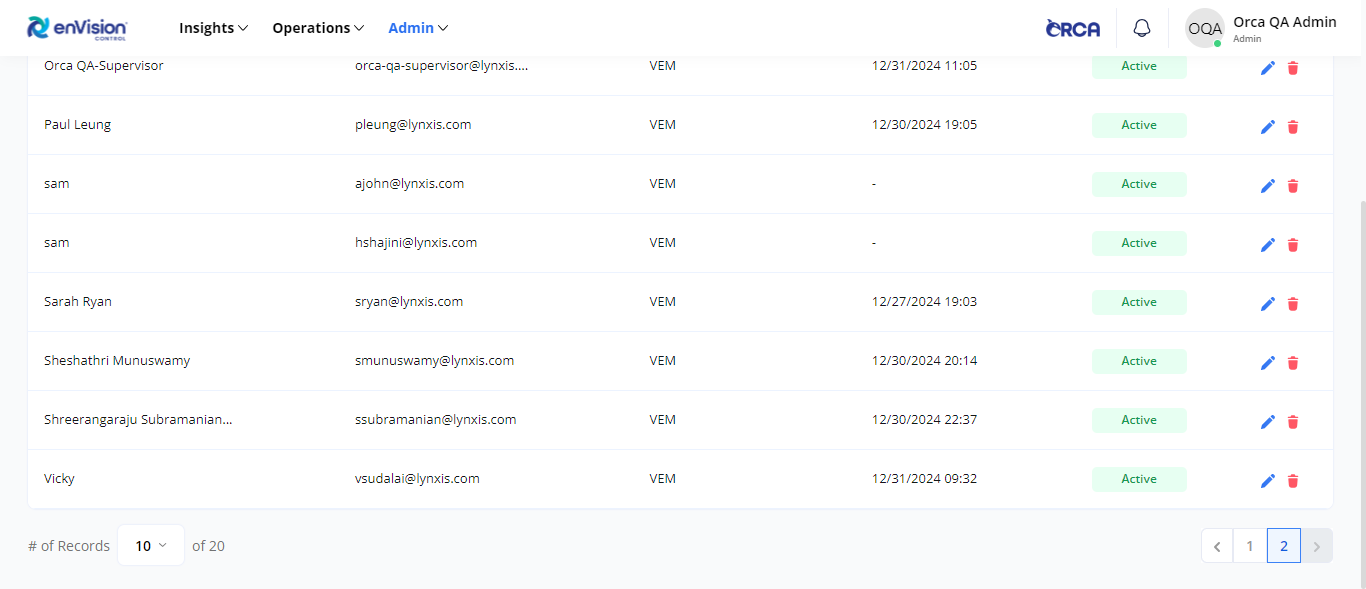 enVision
CONTROL
Insights Operations Admin
ORCA
OQA
Orca QA Admin
Admin
Orca QA-Supervisor orca-qa-supervisor@lynxis.... VEM 12/31/2024 11:05 Active
Paul Leung pleung@lynxis.com VEM 12/30/2024 19:05 Active
sam ajohn@lynxis.com VEM - Active
sam hshajini@lynxis.com VEM - Active
Sarah Ryan sryan@lynxis.com VEM 12/27/2024 19:03 Active
Sheshathri Munuswamy smunuswamy@lynxis.com VEM 12/30/2024 20:14 Active
Shreerangaraju Subramanian... ssubramanian@lynxis.com VEM 12/30/2024 22:37 Active
Vicky vsudalai@lynxis.com VEM 12/31/2024 09:32 Active
# of Records 10 of 20 1 2